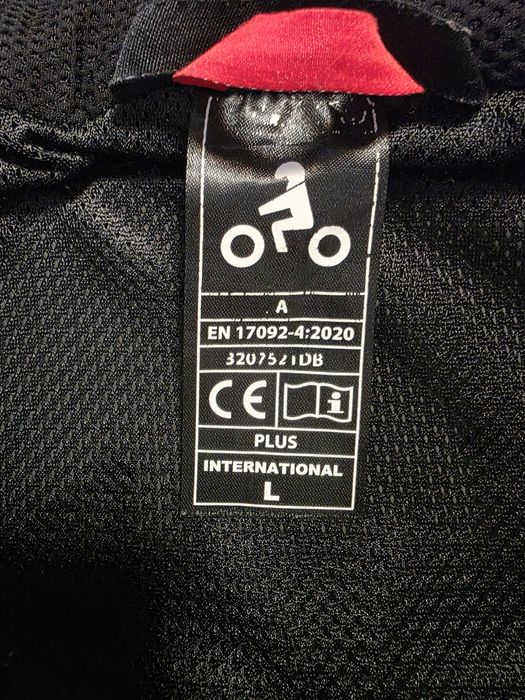 A
EN 17092-4:2020
3207521DB
CE
i
PLUS
INTERNATIONAL
L